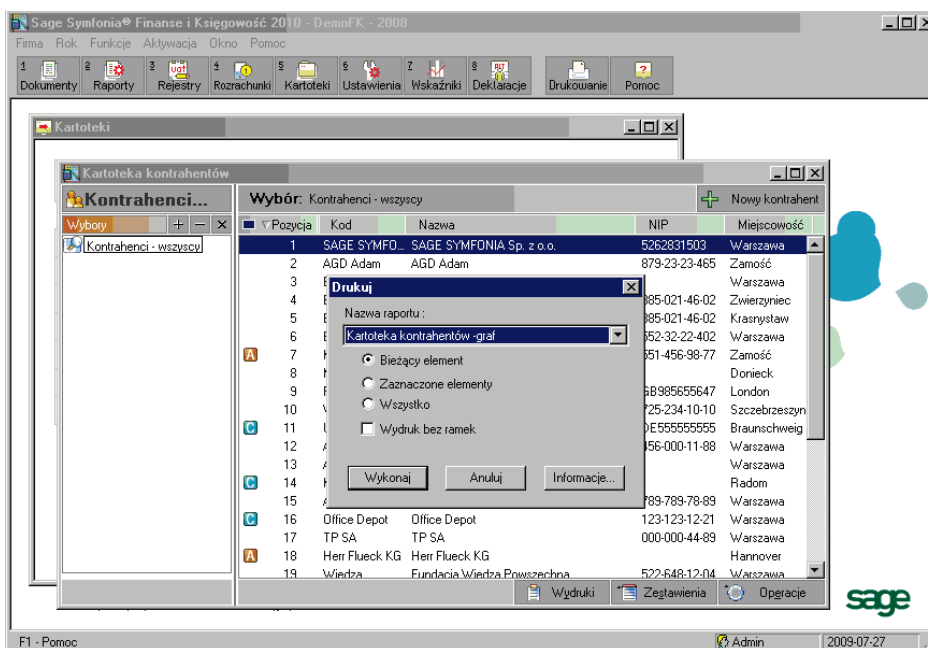 Sage Symfonia® Finanse i Księgowość 2010 - DemoFK - 2008
Firma Rok Funkcje Aktywacja Okno Pomoc
1 2 3 4 5 6 7 8
Dokumenty Raporty Rejestry Rozrachunki Kartoteki Ustawienia Wskaźniki Deklaracje Drukowanie Pomoc
Kartoteki
Kartoteka kontrahentów
Kontrahenci... Wybór: Kontrahenci - wszyscy Nowy kontrahent
Wybory Pozycja Kod Nazwa NIP Miejscowość
Kontrahenci - wszyscy
1 SAGE SYMFO... SAGE SYMFONIA Sp. z o.o. 5262831503 Warszawa
2 AGD Adam AGD Adam 879-23-23-465 Zamość
3 Warszawa
4 885-021-46-02 Zwierzyniec
5 885-021-46-02 Krasnystaw
6 552-32-22-402 Warszawa
A 7 551-456-98-77 Zamość
8 Donieck
9 GB985655647 London
10 725-234-10-10 Szczebrzeszyn
C 11 DE555555555 Braunschweig
12 456-000-11-88 Warszawa
13 Warszawa
C 14 Radom
15 789-789-78-89 Warszawa
C 16 Office Depot Office Depot 123-123-12-21 Warszawa
17 TP SA TP SA 000-000-44-89 Warszawa
A 18 Herr Flueck KG Herr Flueck KG Hannover
19 Wiedza Fundacja Wiedza Powszechna 522-648-12-04 Warszawa
Drukuj
Nazwa raportu :
Kartoteka kontrahentów -graf
Bieżący element
Zaznaczone elementy
Wszystko
Wydruk bez ramek
Wykonaj Anuluj Informacje...
Wydruki Zestawienia Operacje
sage
F1 - Pomoc Admin 2009-07-27